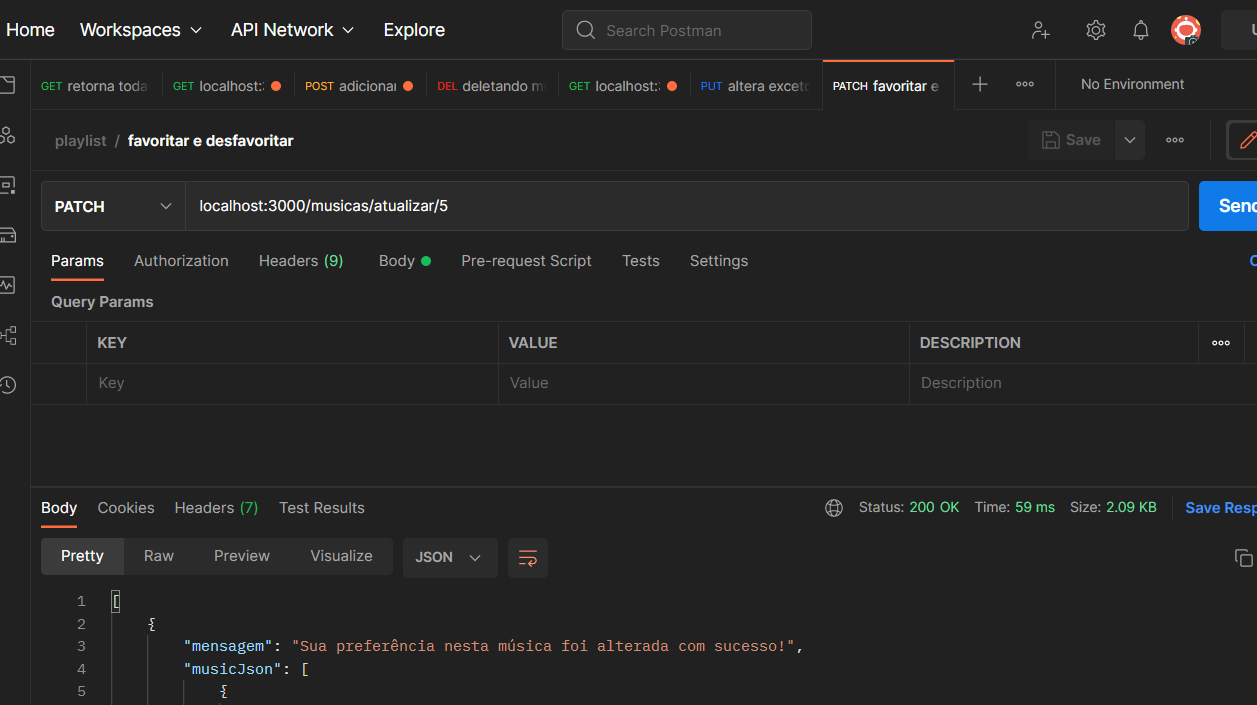 Home Workspaces API Network Explore Search Postman
GET retorna toda GET localhost: POST adicionar DEL deletando m GET localhost: PUT altera exceto PATCH favoritar e No Environment
playlist / favoritar e desfavoritar Save
PATCH localhost:3000/musicas/atualizar/5 Send
Params Authorization Headers (9) Body Pre-request Script Tests Settings
Query Params
KEY VALUE DESCRIPTION
Key Value Description
Body Cookies Headers (7) Test Results Status: 200 OK Time: 59 ms Size: 2.09 KB Save Resp
Pretty Raw Preview Visualize JSON
1 [
2 {
3 "mensagem": "Sua preferência nesta música foi alterada com sucesso!",
4 "musicJson": [
5 {